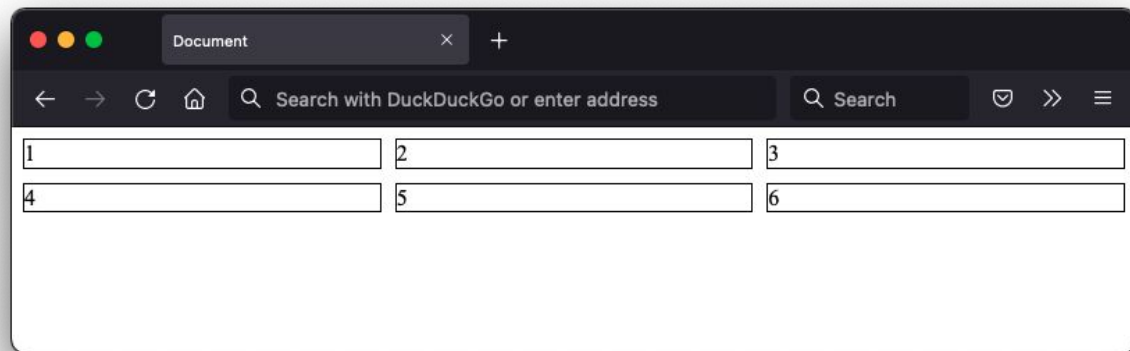 Document
Search with DuckDuckGo or enter address
Search
1 2 3
4 5 6